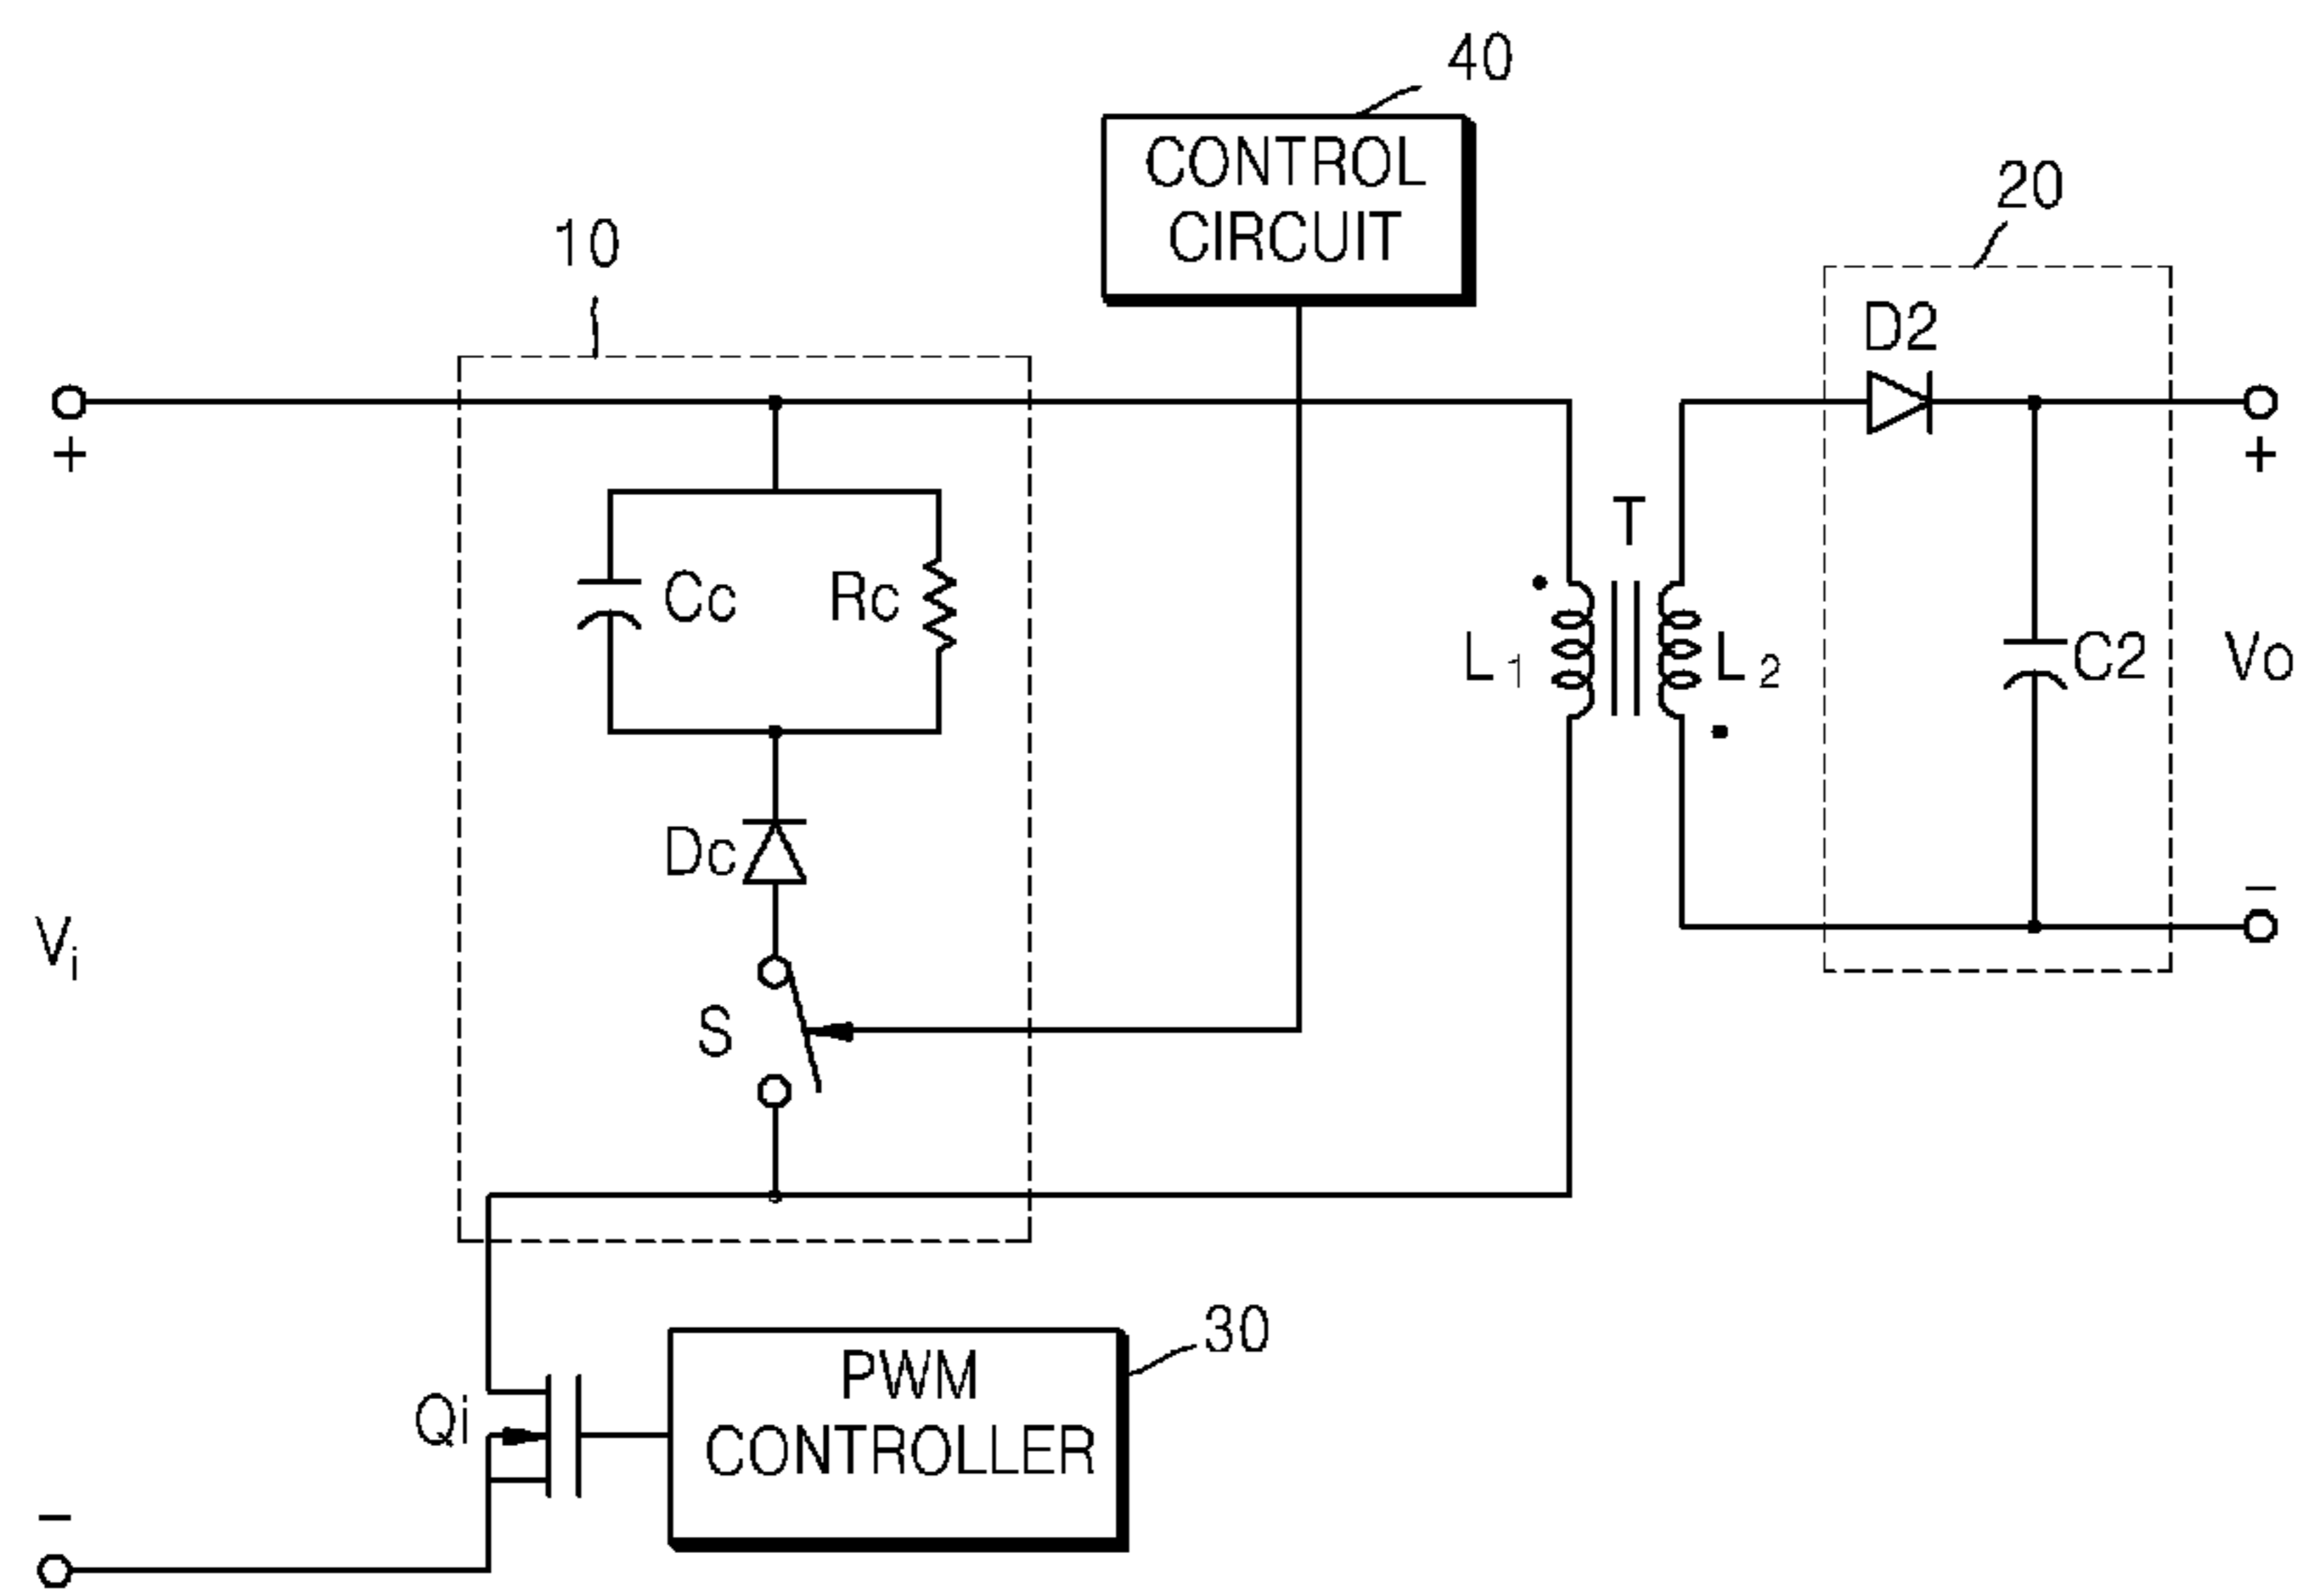 40
CONTROL
CIRCUIT
20
10
D2
+
+
T
Cc
Rc
L1
L2
C2
Vo
Dc
−
Vi
S
30
PWM
CONTROLLER
Qi
−